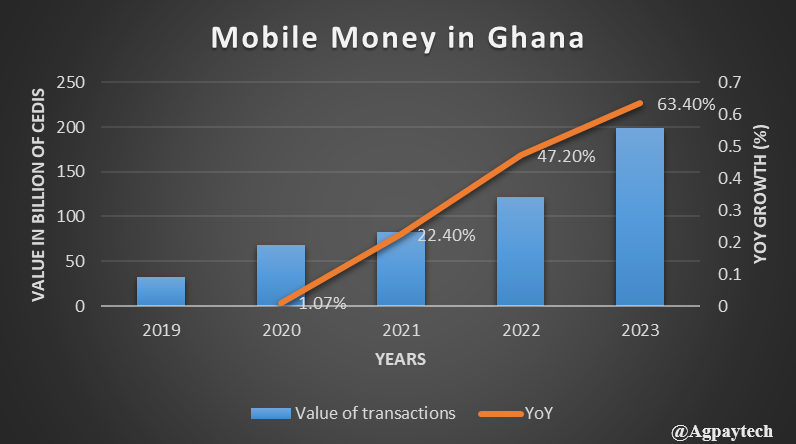 Mobile Money in Ghana
VALUE IN BILLION OF CEDIS
250
200
150
100
50
0
0.7
0.6
0.5
0.4
0.3
0.2
0.1
0
YOY GROWTH (%)
1.07%
22.40%
47.20%
63.40%
2019 2020 2021 2022 2023
YEARS
Value of transactions YoY
@Agpaytech